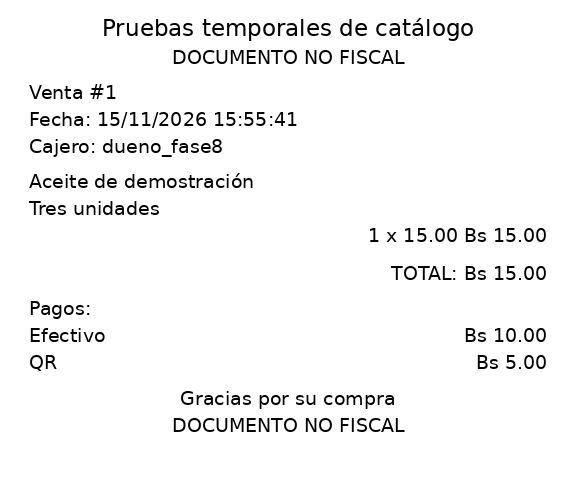 Pruebas temporales de catálogo
DOCUMENTO NO FISCAL
Venta #1
Fecha: 15/11/2026 15:55:41
Cajero: dueno_fase8
Aceite de demostración
Tres unidades
1 x 15.00 Bs 15.00
TOTAL: Bs 15.00
Pagos:
Efectivo Bs 10.00
QR Bs 5.00
Gracias por su compra
DOCUMENTO NO FISCAL